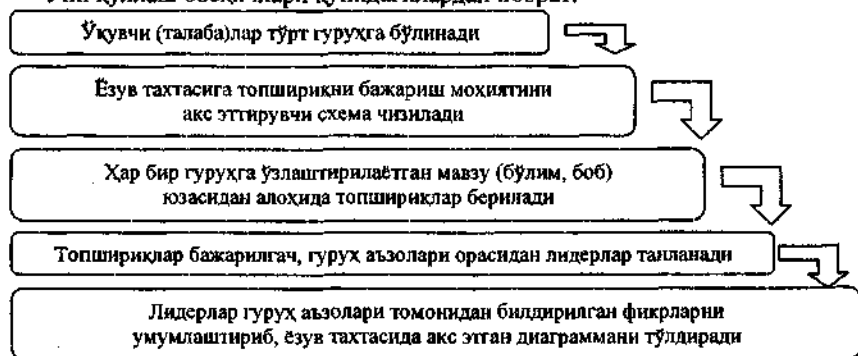 Ўқувчи (талаба)лар тўрт гуруҳга бўлинади
Ёзув тахтасига топшириқни бажариш моҳиятини
акс эттирувчи схема чизилади
Ҳар бир гуруҳга ўзлаштирилаётган мавзу (бўлим, боб)
юзасидан алоҳида топшириқлар берилади
Топшириқлар бажарилгач, гуруҳ аъзолари орасидан лидерлар танланади
Лидерлар гуруҳ аъзолари томонидан билдирилган фикрларни
умумлаштириб, ёзув тахтасида акс этган диаграммани тўлдиради